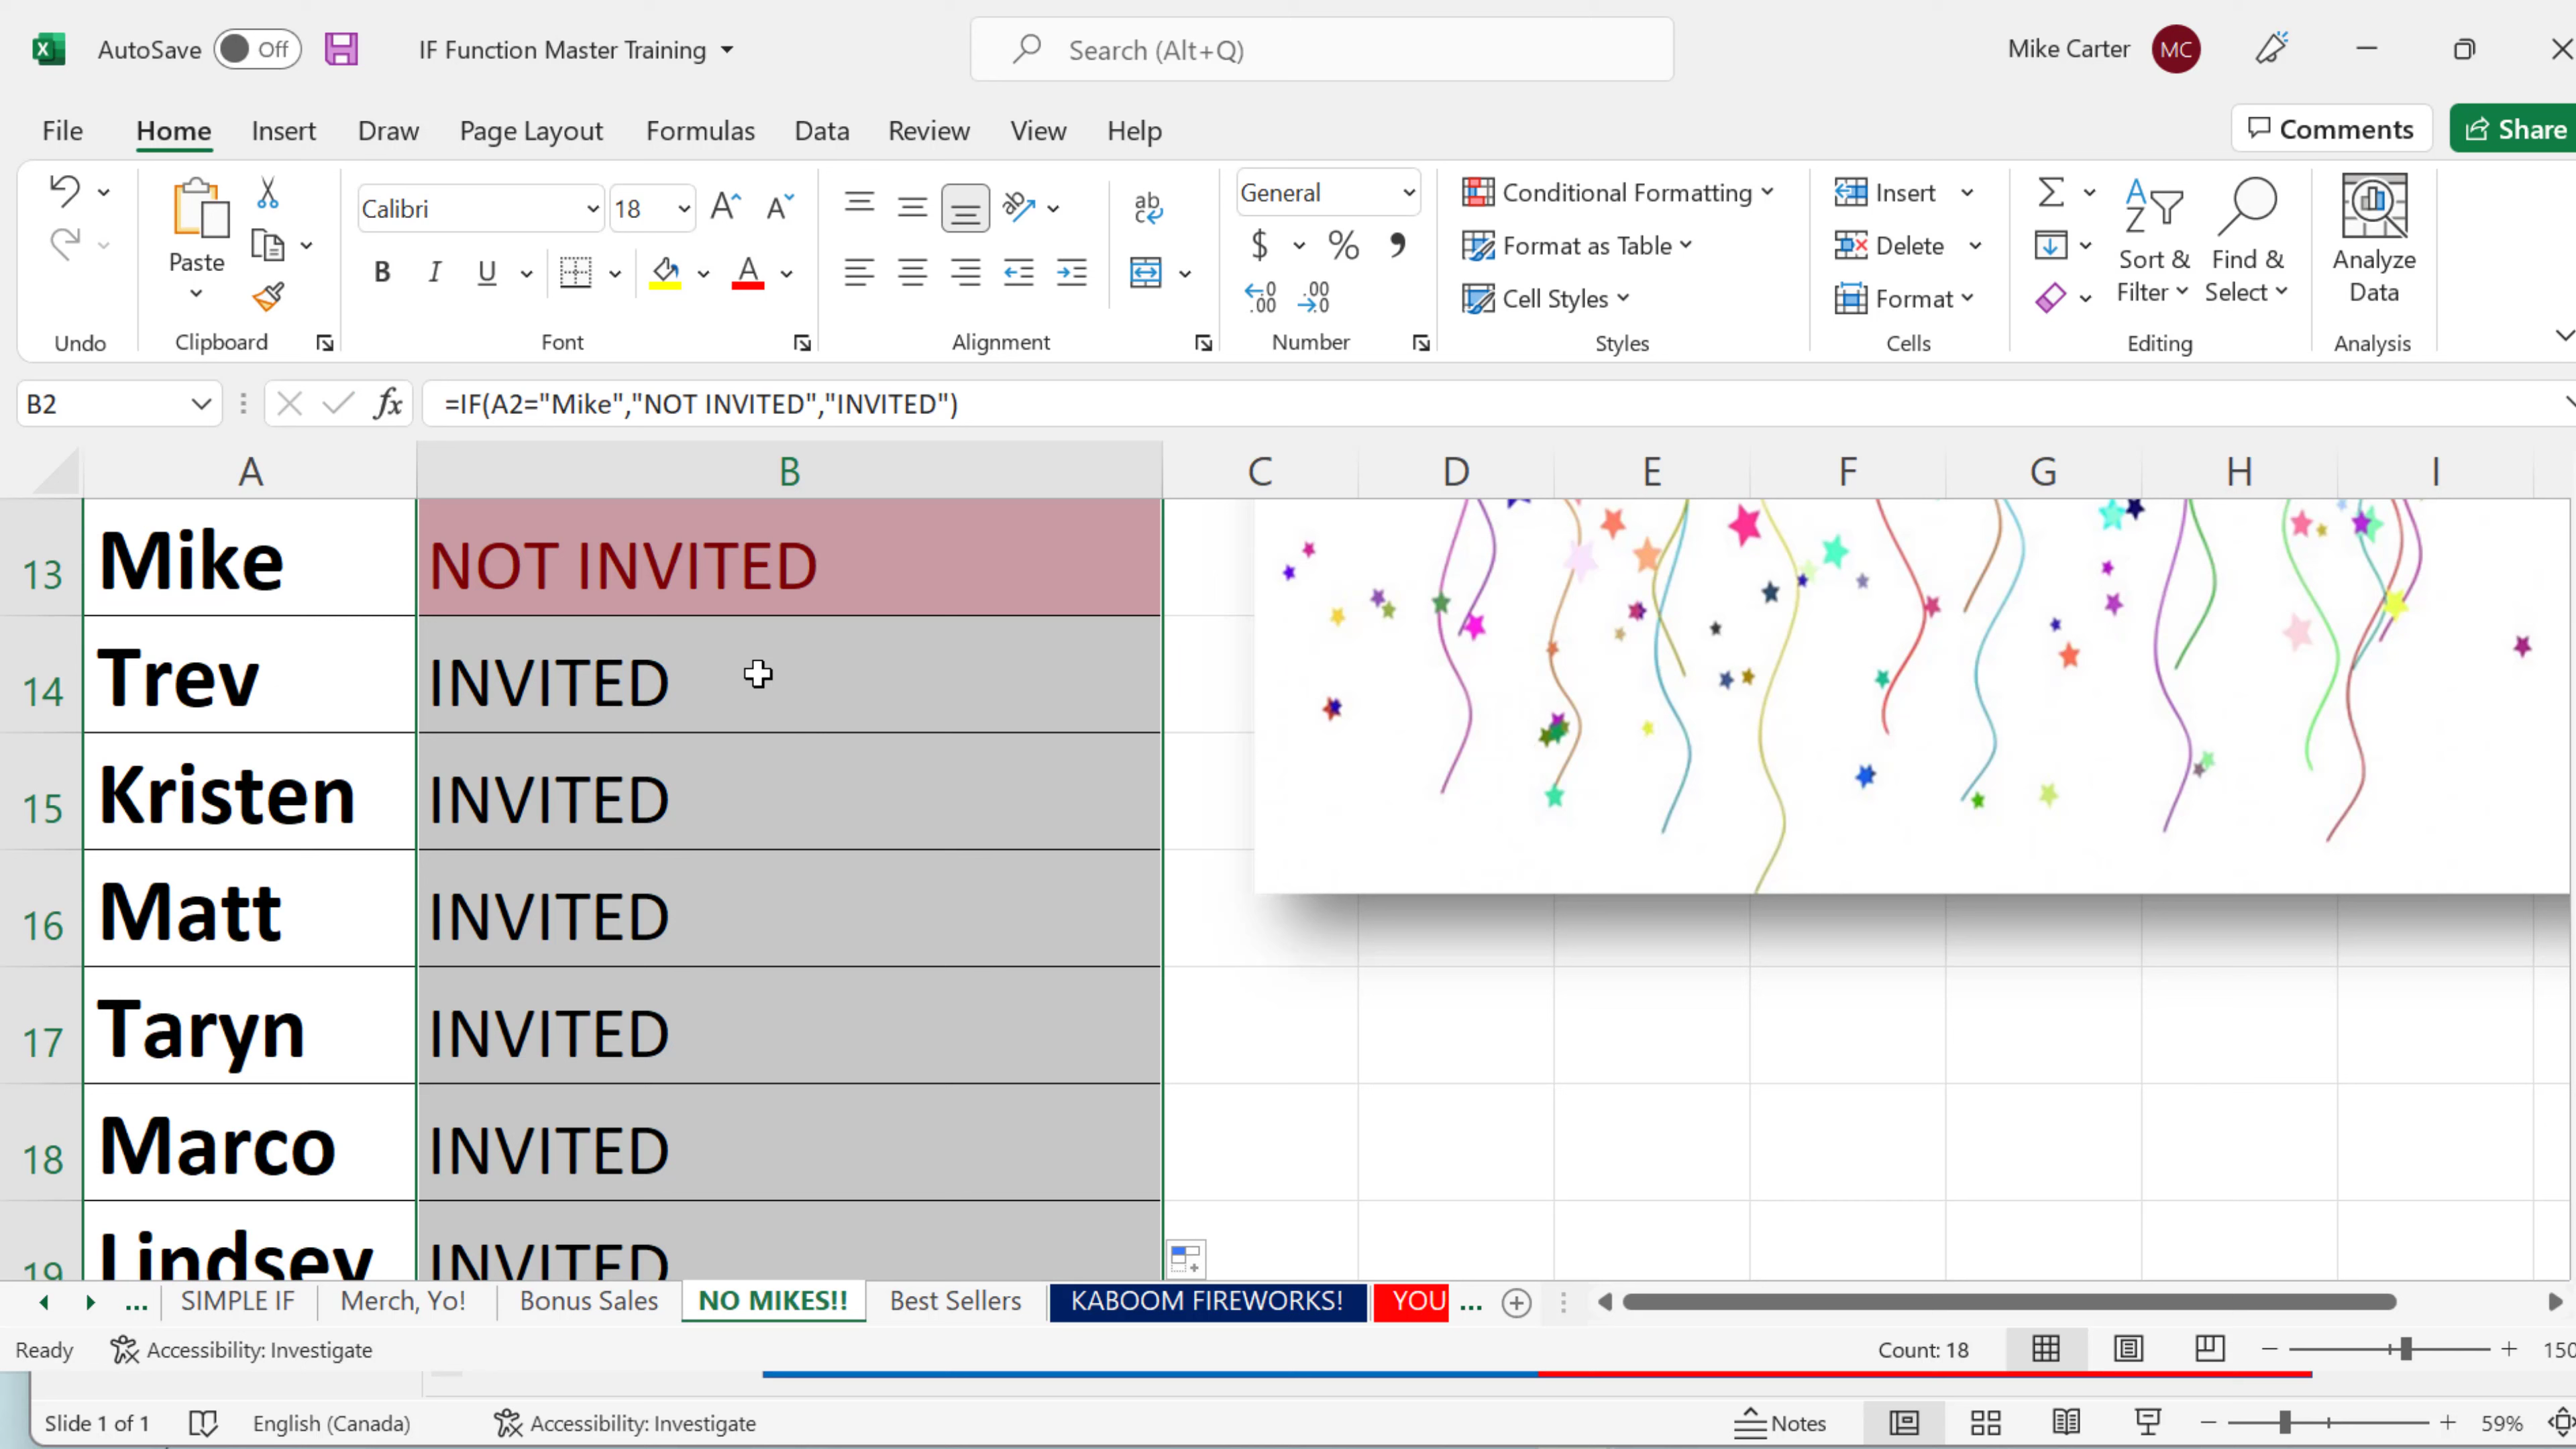 AutoSave Off IF Function Master Training Search (Alt+Q) Mike Carter MC
File Home Insert Draw Page Layout Formulas Data Review View Help Comments Share
Paste Calibri 18 General Conditional Formatting Format as Table Cell Styles Insert Delete Format Sort & Filter Find & Select Analyze Data
Undo Clipboard Font Alignment Number Styles Cells Editing Analysis
B2 fx =IF(A2="Mike","NOT INVITED","INVITED")
A B C D E F G H I
13 Mike NOT INVITED
14 Trev INVITED
15 Kristen INVITED
16 Matt INVITED
17 Taryn INVITED
18 Marco INVITED
19 Lindsey INVITED
... SIMPLE IF Merch, Yo! Bonus Sales NO MIKES!! Best Sellers KABOOM FIREWORKS! YOU ...
Ready Accessibility: Investigate Count: 18 150
Slide 1 of 1 English (Canada) Accessibility: Investigate Notes 59%